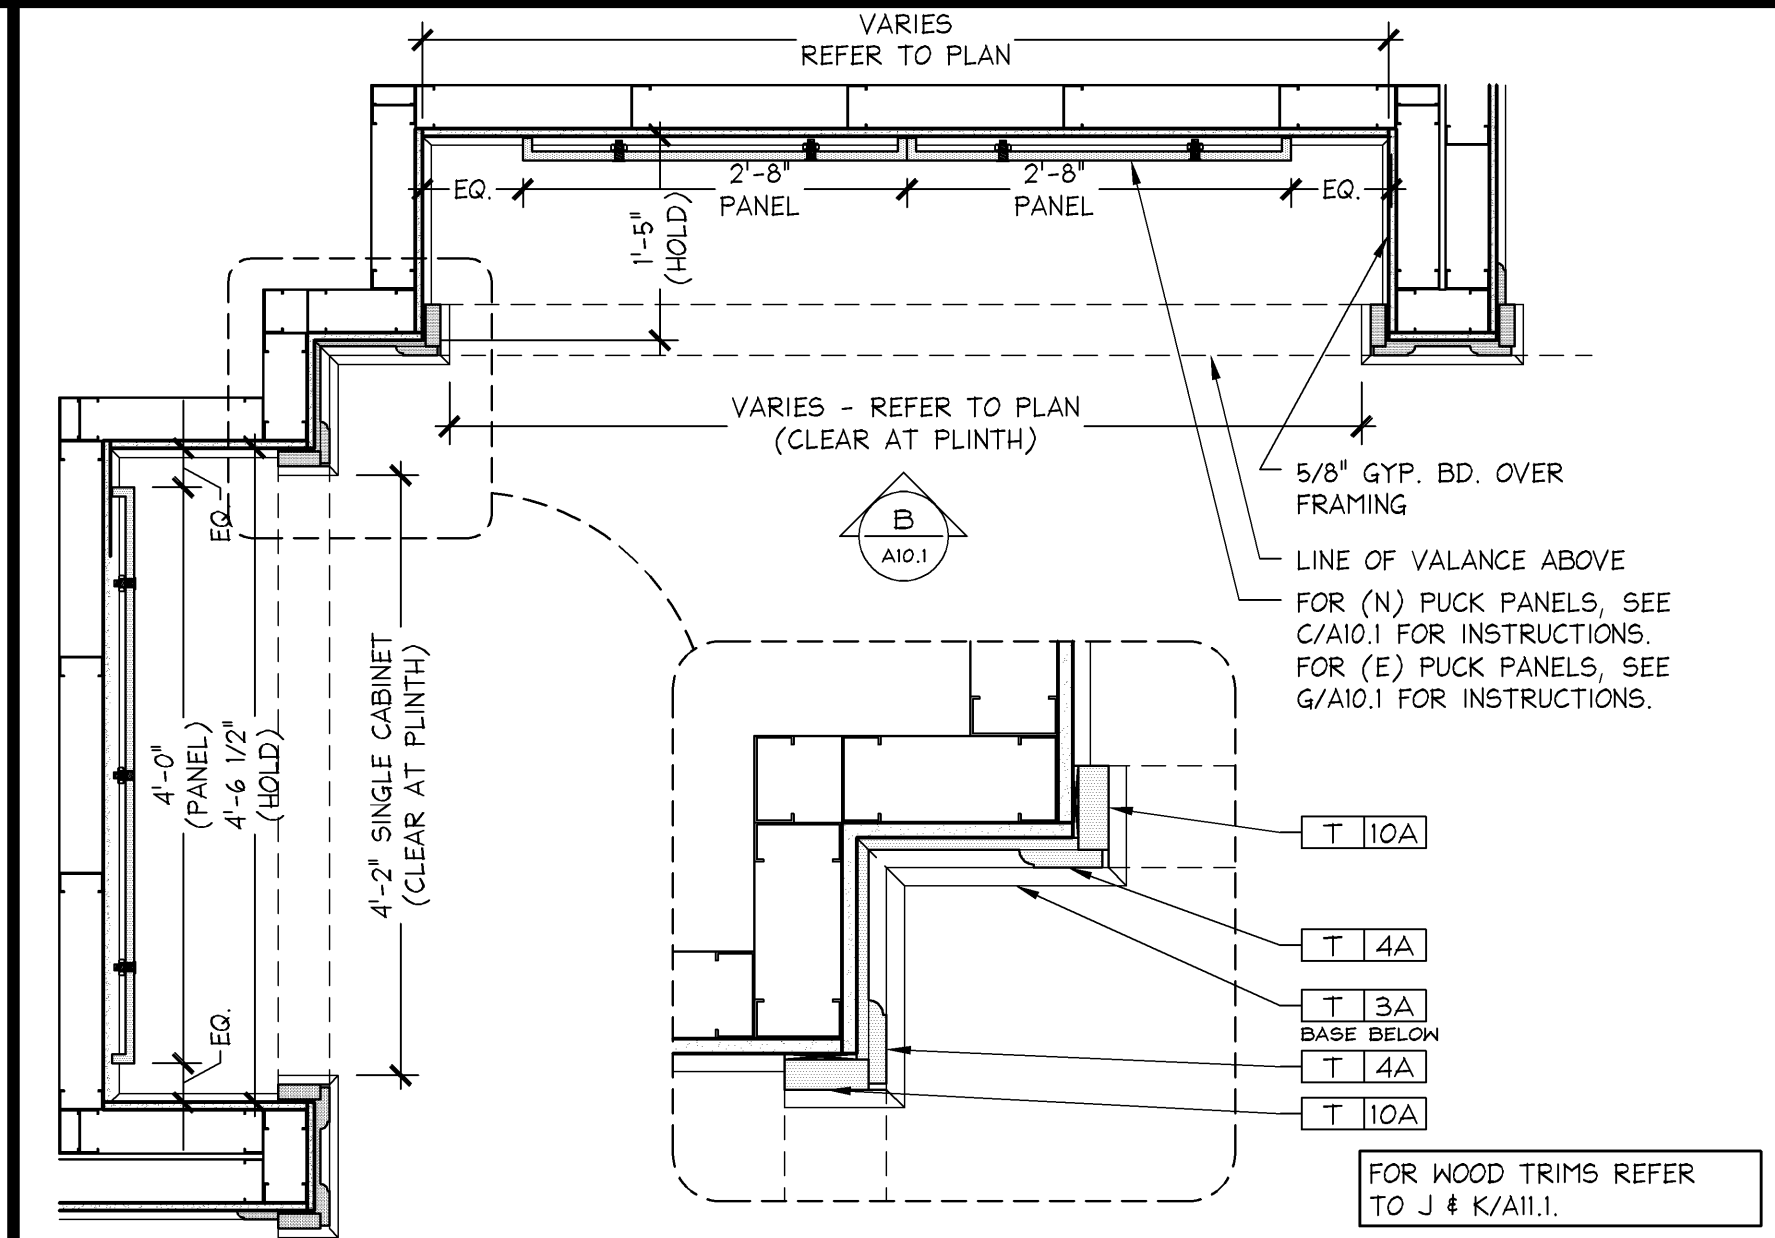 VARIES
REFER TO PLAN
EQ.
2'-8"
PANEL
2'-8"
PANEL
EQ.
1'-5"
(HOLD)
VARIES - REFER TO PLAN
(CLEAR AT PLINTH)
B
A10.1
5/8" GYP. BD. OVER
FRAMING
LINE OF VALANCE ABOVE
FOR (N) PUCK PANELS, SEE
C/A10.1 FOR INSTRUCTIONS.
FOR (E) PUCK PANELS, SEE
G/A10.1 FOR INSTRUCTIONS.
EQ.
4'-0"
(PANEL)
4'-6 1/2"
(HOLD)
4'-2" SINGLE CABINET
(CLEAR AT PLINTH)
EQ.
T 10A
T 4A
T 3A
BASE BELOW
T 4A
T 10A
FOR WOOD TRIMS REFER
TO J & K/A11.1.